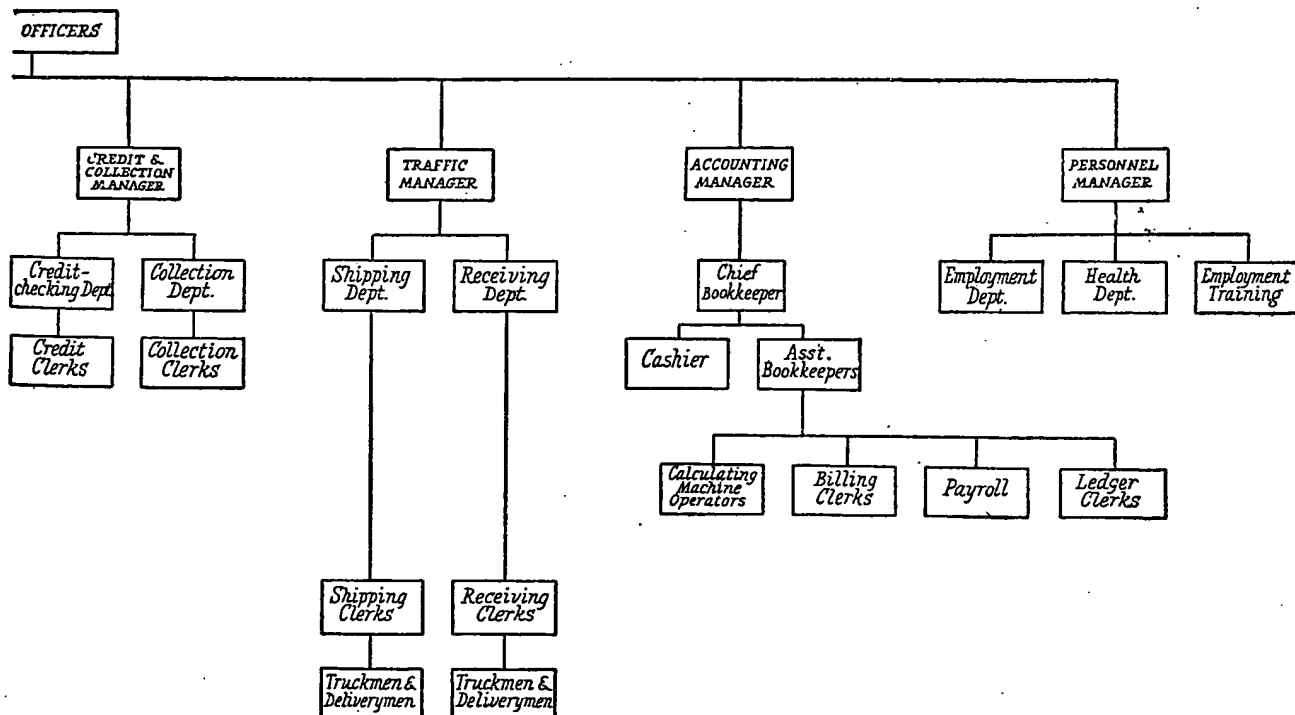 OFFICERS
CREDIT &
COLLECTION
MANAGER
TRAFFIC
MANAGER
ACCOUNTING
MANAGER
PERSONNEL
MANAGER
Credit-
checking Dept.
Collection
Dept.
Shipping
Dept.
Receiving
Dept.
Chief
Bookkeeper
Employment
Dept.
Health
Dept.
Employment
Training
Credit
Clerks
Collection
Clerks
Cashier
Ass't.
Bookkeepers
Calculating
Machine
Operators
Billing
Clerks
Payroll
Ledger
Clerks
Shipping
Clerks
Receiving
Clerks
Truckmen &
Deliverymen
Truckmen &
Deliverymen